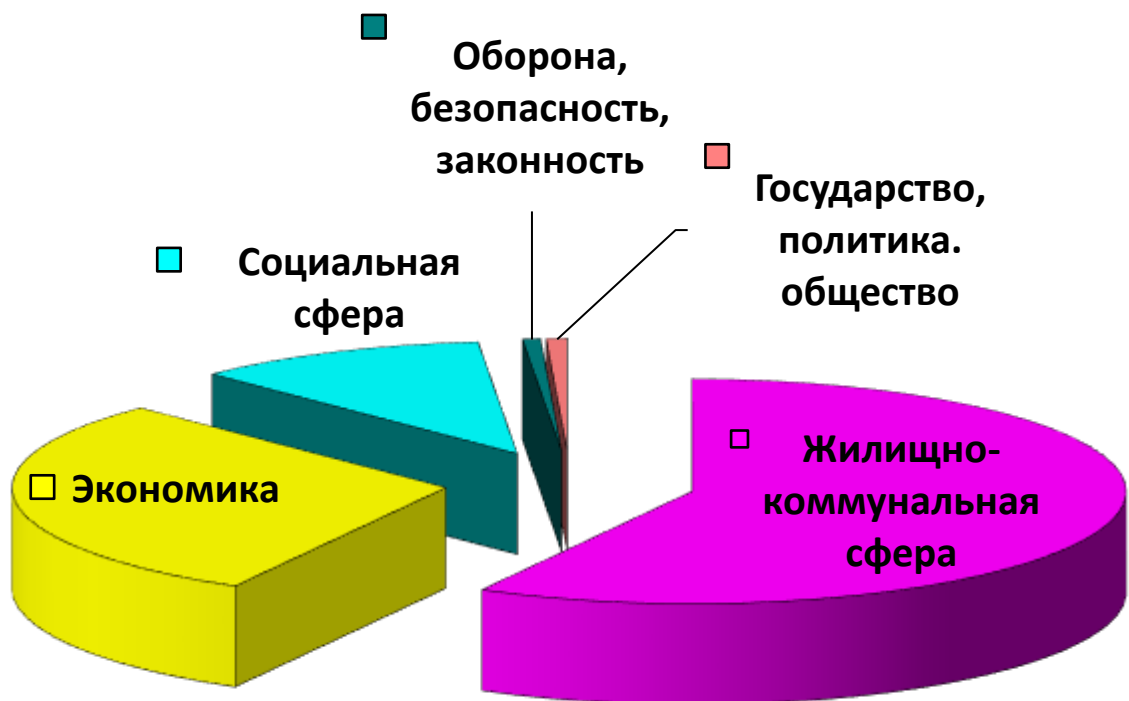 Оборона,
безопасность,
законность
Государство,
политика.
общество
Социальная
сфера
Экономика
Жилищно-
коммунальная
сфера